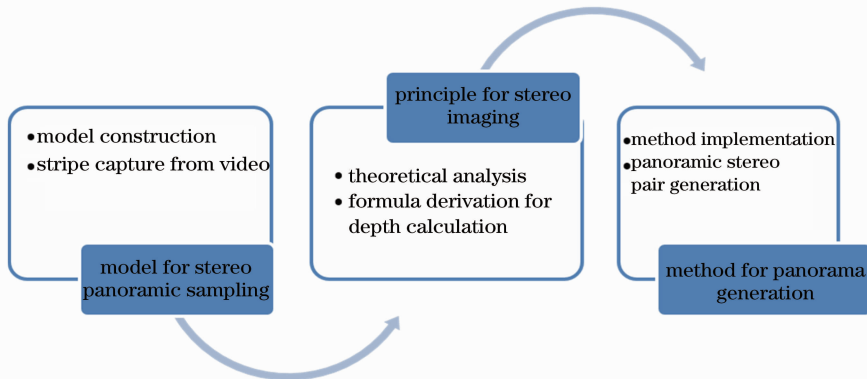 • model construction
• stripe capture from video
model for stereo
panoramic sampling
principle for stereo
imaging
• theoretical analysis
• formula derivation for
depth calculation
• method implementation
• panoramic stereo
pair generation
method for panorama
generation